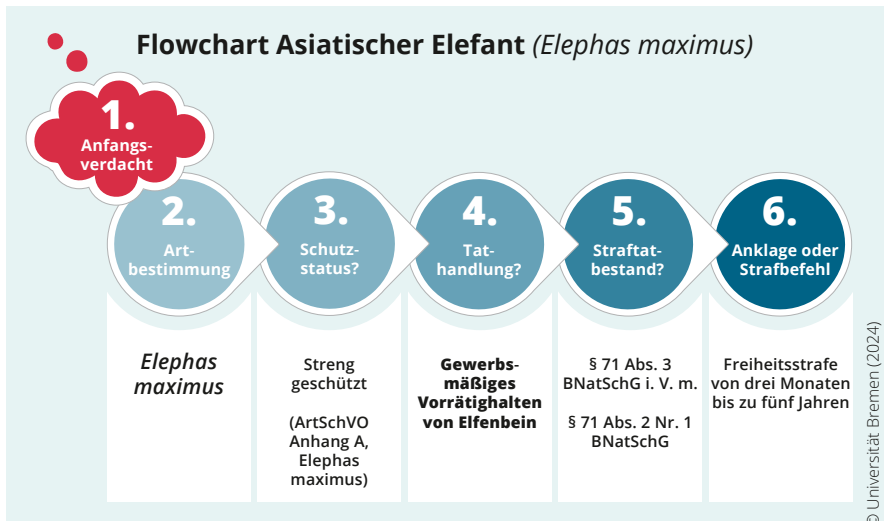 Flowchart Asiatischer Elefant (Elephas maximus)
1.
Anfangs-
verdacht
2.
Art-
bestimmung
3.
Schutz-
status?
4.
Tat-
handlung?
5.
Straftat-
bestand?
6.
Anklage oder
Strafbefehl
Elephas
maximus
Streng
geschützt
(ArtSchVO
Anhang A,
Elephas
maximus)
Gewerbs-
mäßiges
Vorrätighalten
von Elfenbein
§ 71 Abs. 3
BNatSchG i. V. m.
§ 71 Abs. 2 Nr. 1
BNatSchG
Freiheitsstrafe
von drei Monaten
bis zu fünf Jahren
© Universität Bremen (2024)